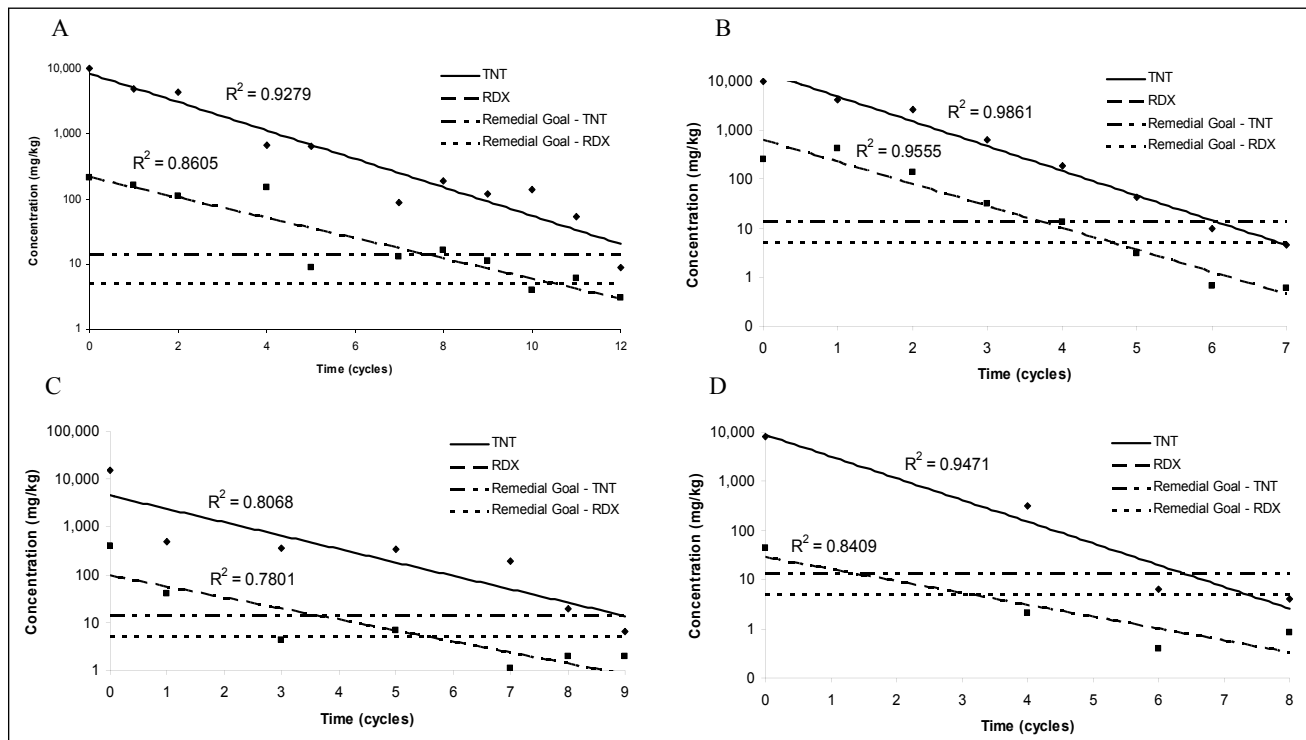 A
10,000
1,000
100
10
1
Concentration (mg/kg)
0 2 4 6 8 10 12
Time (cycles)
R² = 0.9279
R² = 0.8605
TNT
RDX
Remedial Goal - TNT
Remedial Goal - RDX
B
10,000
1,000
100
10
1
0
Concentration (mg/kg)
0 1 2 3 4 5 6 7
Time (cycles)
R² = 0.9861
R² = 0.9555
TNT
RDX
Remedial Goal - TNT
Remedial Goal - RDX
C
100,000
10,000
1,000
100
10
1
Concentration (mg/kg)
0 1 2 3 4 5 6 7 8 9
Time (cycles)
R² = 0.8068
R² = 0.7801
TNT
RDX
Remedial Goal - TNT
Remedial Goal - RDX
D
10,000
1,000
100
10
1
0
Concentration (mg/kg)
0 1 2 3 4 5 6 7 8
Time (cycles)
R² = 0.9471
R² = 0.8409
TNT
RDX
Remedial Goal - TNT
Remedial Goal - RDX